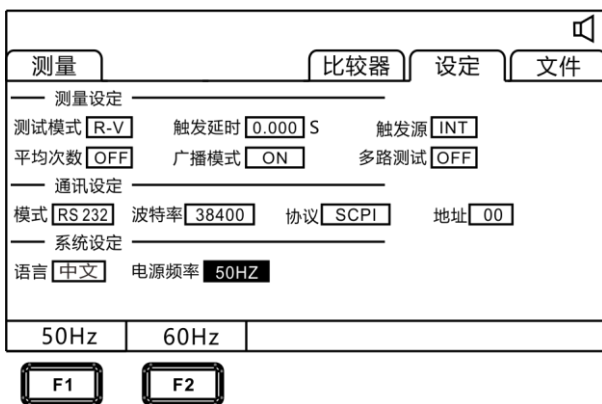 测量 比较器 设定 文件
测量设定
测试模式 R-V 触发延时 0.000 S 触发源 INT
平均次数 OFF 广播模式 ON 多路测试 OFF
通讯设定
模式 RS 232 波特率 38400 协议 SCPI 地址 00
系统设定
语言 中文 电源频率 50HZ
50Hz 60Hz
F1 F2